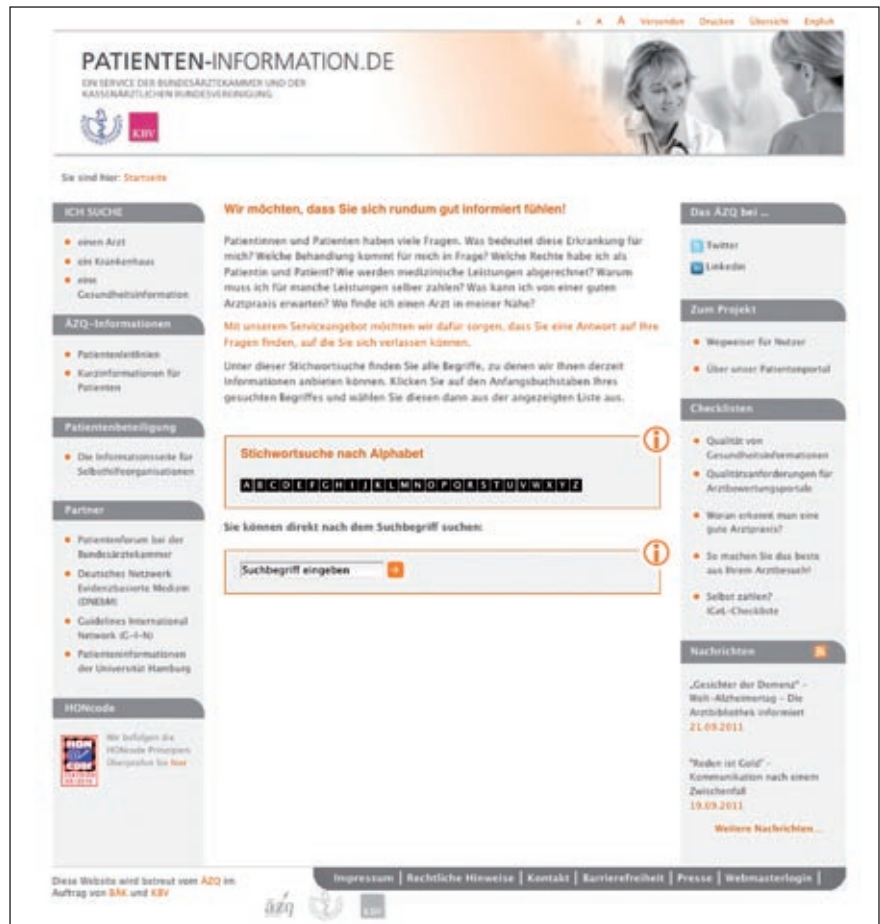 A A A Versenden Drucken Übersicht English
PATIENTEN-INFORMATION.DE
EIN SERVICE DER BUNDESÄRZTEKAMMER UND DER
KASSENÄRZTLICHEN BUNDESVEREINIGUNG
KBV
Sie sind hier: Startseite
ICH SUCHE
einen Arzt
ein Krankenhaus
eine
Gesundheitsinformation
ÄZQ-Informationen
Patientenleitlinien
Kurzinformationen für
Patienten
Patientenbeteiligung
Die Informationsseite für
Selbsthilfeorganisationen
Partner
Patientenforum bei der
Bundesärztekammer
Deutsches Netzwerk
Evidenzbasierte Medizin
(DNEbM)
Guidelines International
Network (G-I-N)
Patienteninformationen
der Universität Hamburg
HONcode
HON
CODE
Wir befolgen die
HONcode Prinzipien.
Überprüfen Sie hier
Wir möchten, dass Sie sich rundum gut informiert fühlen!
Patientinnen und Patienten haben viele Fragen. Was bedeutet diese Erkrankung für
mich? Welche Behandlung kommt für mich in Frage? Welche Rechte habe ich als
Patientin und Patient? Wie werden medizinische Leistungen abgerechnet? Warum
muss ich für manche Leistungen selber zahlen? Was kann ich von einer guten
Arztpraxis erwarten? Wo finde ich einen Arzt in meiner Nähe?
Mit unserem Serviceangebot möchten wir dafür sorgen, dass Sie eine Antwort auf Ihre
Fragen finden, auf die Sie sich verlassen können.
Unter dieser Stichwortsuche finden Sie alle Begriffe, zu denen wir Ihnen derzeit
Informationen anbieten können. Klicken Sie auf den Anfangsbuchstaben Ihres
gesuchten Begriffes und wählen Sie diesen dann aus der angezeigten Liste aus.
Stichwortsuche nach Alphabet
A B C D E F G H I J K L M N O P Q R S T U V W X Y Z
Sie können direkt nach dem Suchbegriff suchen:
Suchbegriff eingeben
Das ÄZQ bei ...
Twitter
Linkedin
Zum Projekt
Wegweiser für Nutzer
Über unser Patientenportal
Checklisten
Qualität von
Gesundheitsinformationen
Qualitätsanforderungen für
Arztbewertungsportale
Woran erkennt man eine
gute Arztpraxis?
So machen Sie das beste
aus Ihrem Arztbesuch!
Selbst zahlen?
IGeL-Checkliste
Nachrichten
„Gesichter der Demenz" -
Welt-Alzheimertag - Die
Arztbibliothek informiert
21.09.2011
"Reden ist Gold" -
Kommunikation nach einem
Zwischenfall
19.09.2011
Weitere Nachrichten...
Diese Website wird betreut vom ÄZQ im
Auftrag von BÄK und KBV
Impressum | Rechtliche Hinweise | Kontakt | Barrierefreiheit | Presse | Webmasterlogin |
äzq
KBV